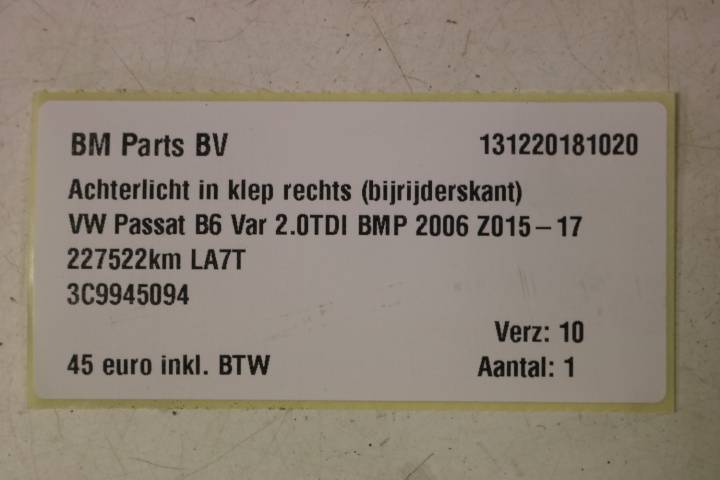 BM Parts BV 131220181020
Achterlicht in klep rechts (bijrijderskant)
VW Passat B6 Var 2.0TDI BMP 2006 Z015-17
227522km LA7T
3C9945094
Verz: 10
45 euro inkl. BTW Aantal: 1